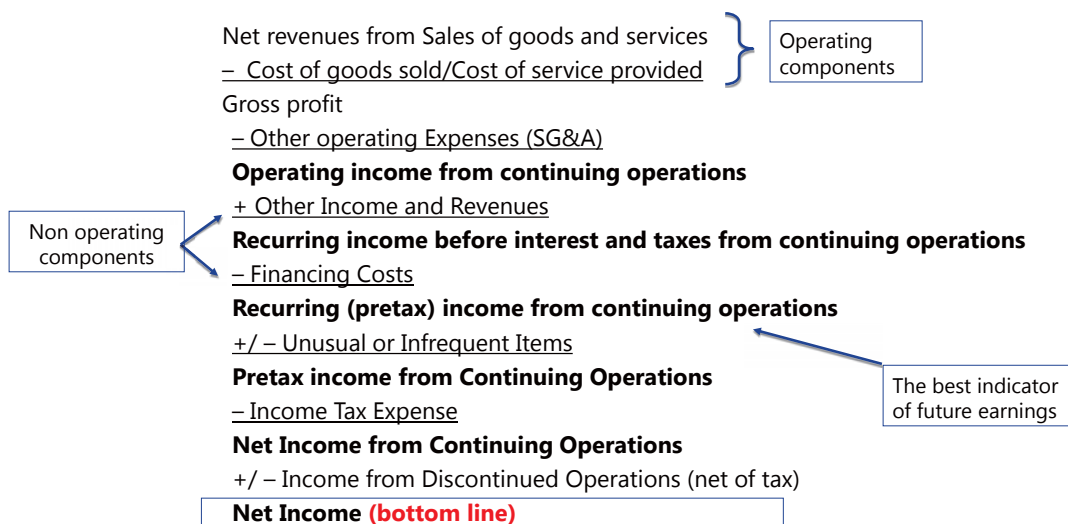 Net revenues from Sales of goods and services
– Cost of goods sold/Cost of service provided
Operating
components
Gross profit
– Other operating Expenses (SG&A)
Operating income from continuing operations
+ Other Income and Revenues
Non operating
components
Recurring income before interest and taxes from continuing operations
– Financing Costs
Recurring (pretax) income from continuing operations
+/ – Unusual or Infrequent Items
Pretax income from Continuing Operations
The best indicator
of future earnings
– Income Tax Expense
Net Income from Continuing Operations
+/ – Income from Discontinued Operations (net of tax)
Net Income (bottom line)